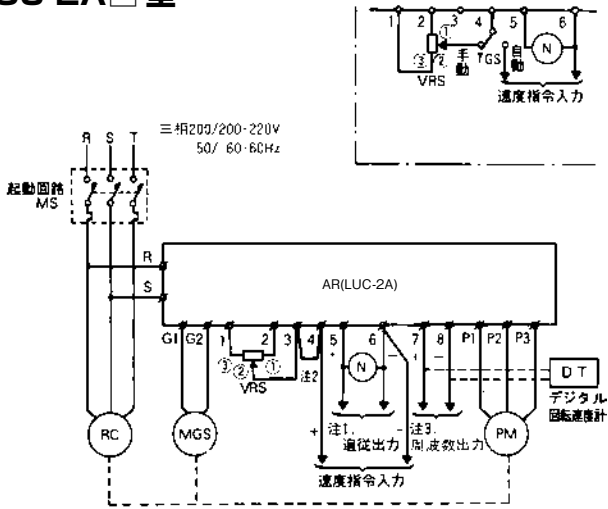 1 2 3 4 5 6
① ② ③
VRS
手動
TGS
自動
N
速度指令入力
R S T
三相200/200-220V
50/ 60·60Hz
起動回路
MS
R
S
AR(LUC-2A)
G1 G2 1 2 3 4 5 6 7 8 P1 P2 P3
③ ② ①
VRS
注2
+ N −
+ −
DT
デジタル
回転速度計
RC
MGS
PM
+ 注1. − 注3.
追従出力 周波数出力
速度指令入力